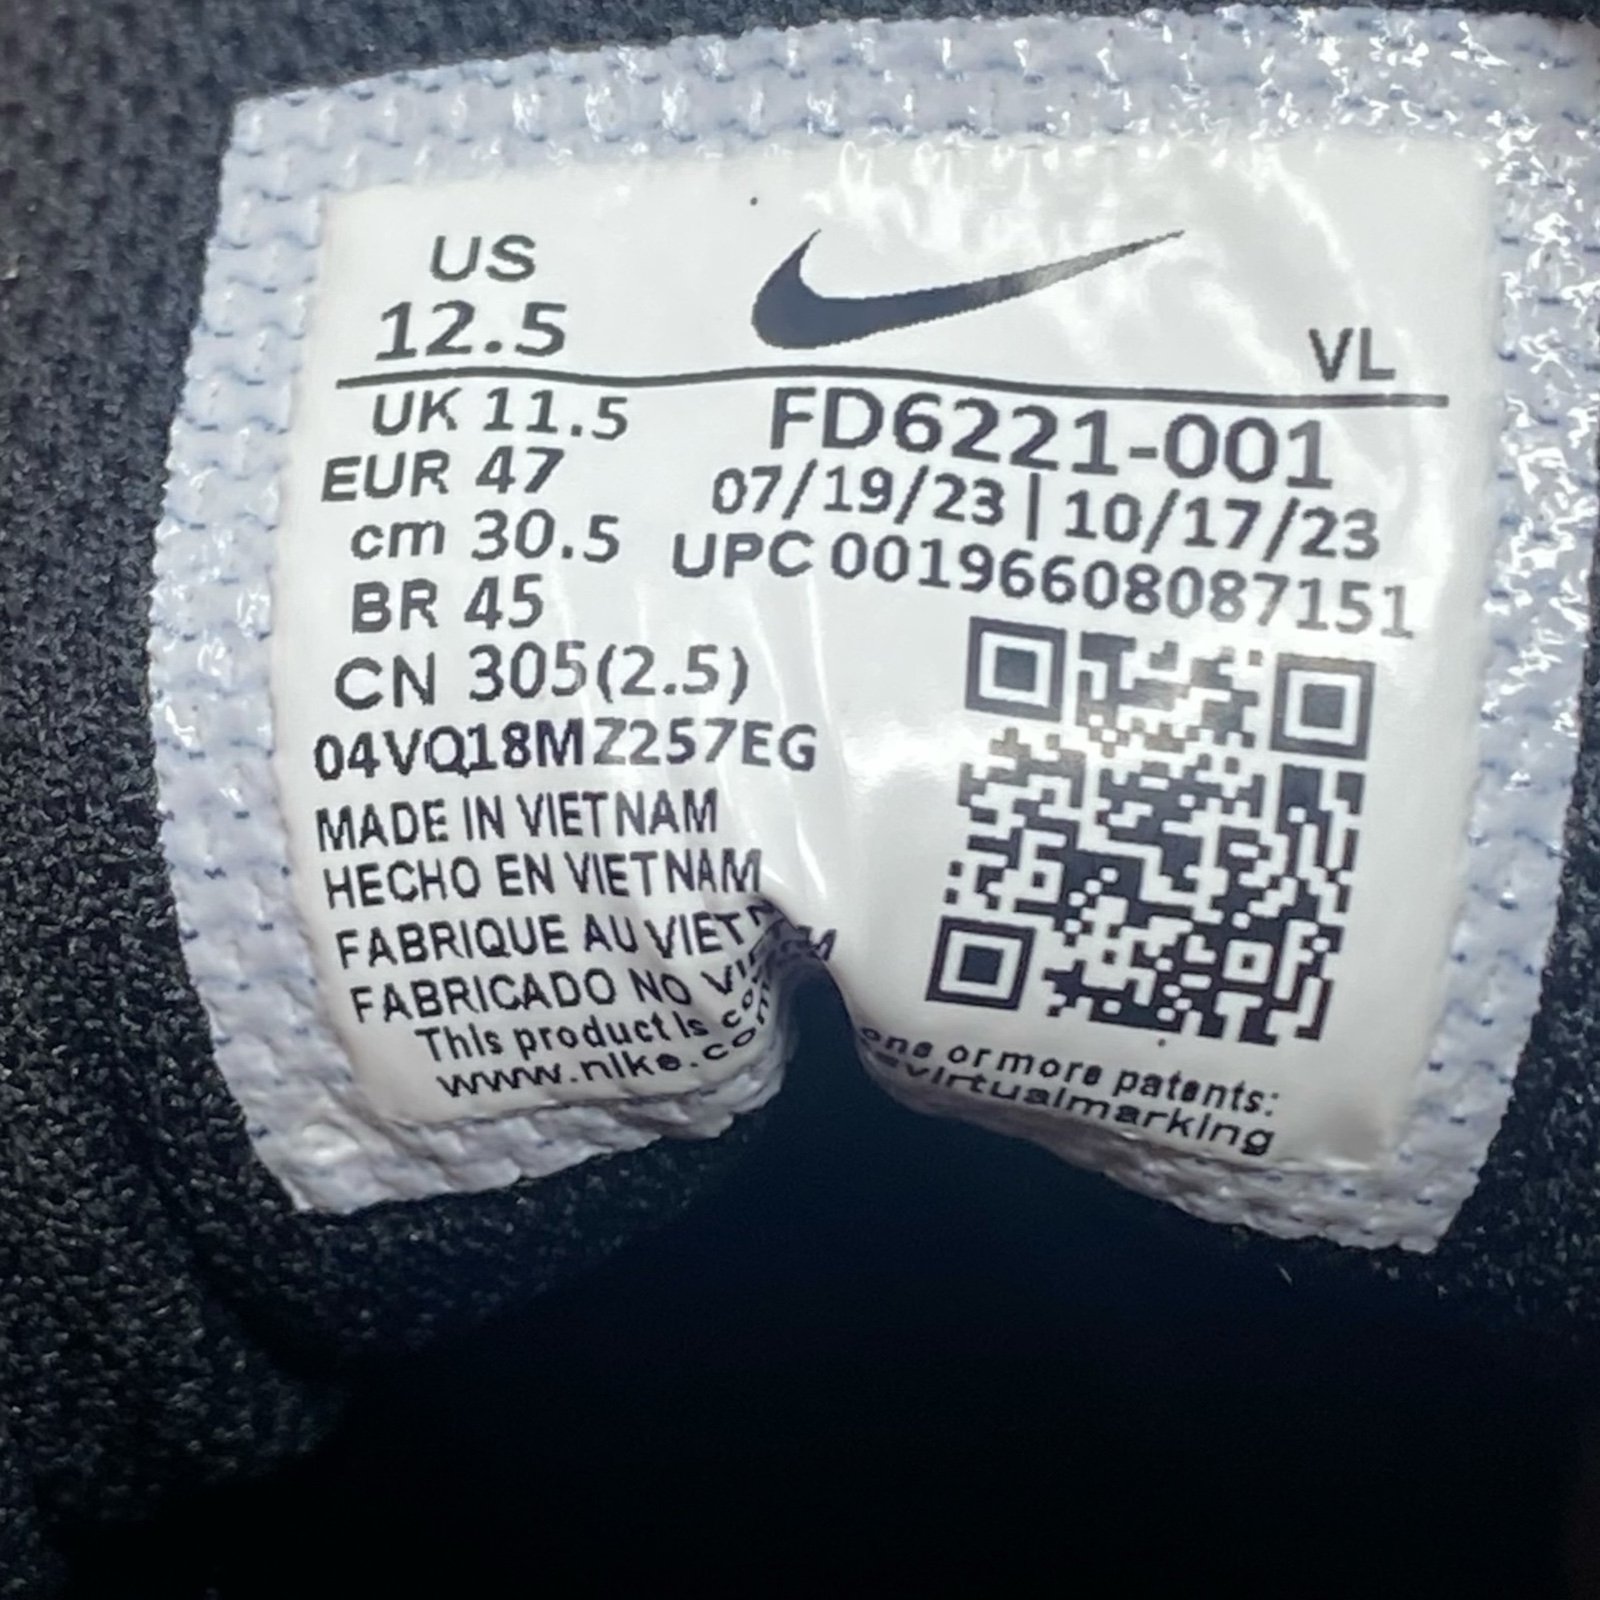 US
12.5
VL
UK 11.5
EUR 47
cm 30.5
BR 45
CN 305(2.5)
FD6221-001
07/19/23 | 10/17/23
UPC 00196608087151
04VQ18MZ257EG
MADE IN VIETNAM
HECHO EN VIETNAM
FABRIQUE AU
FABRICADO NO
This product is
one or more patents:
www.nike.com
virtualmarking